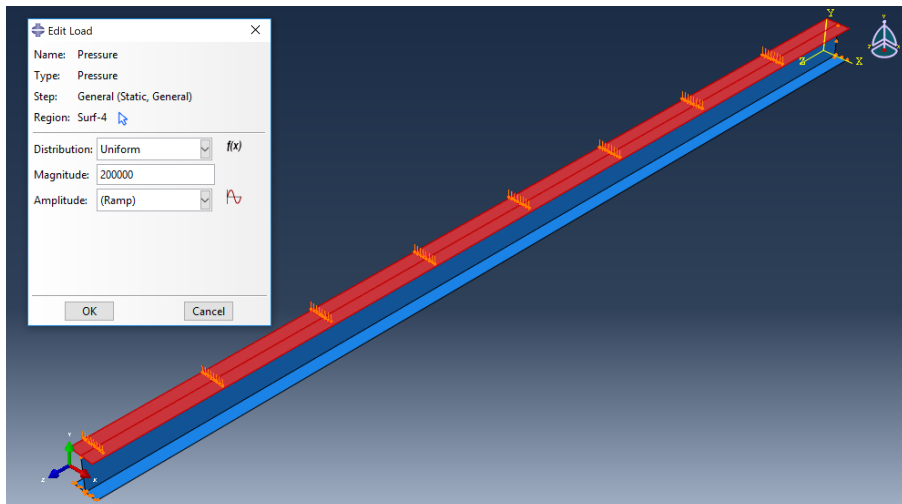 Edit Load
Name: Pressure
Type: Pressure
Step: General (Static, General)
Region: Surf-4
Distribution: Uniform f(x)
Magnitude: 200000
Amplitude: (Ramp)
OK Cancel
Y
Z X
Y
Z X